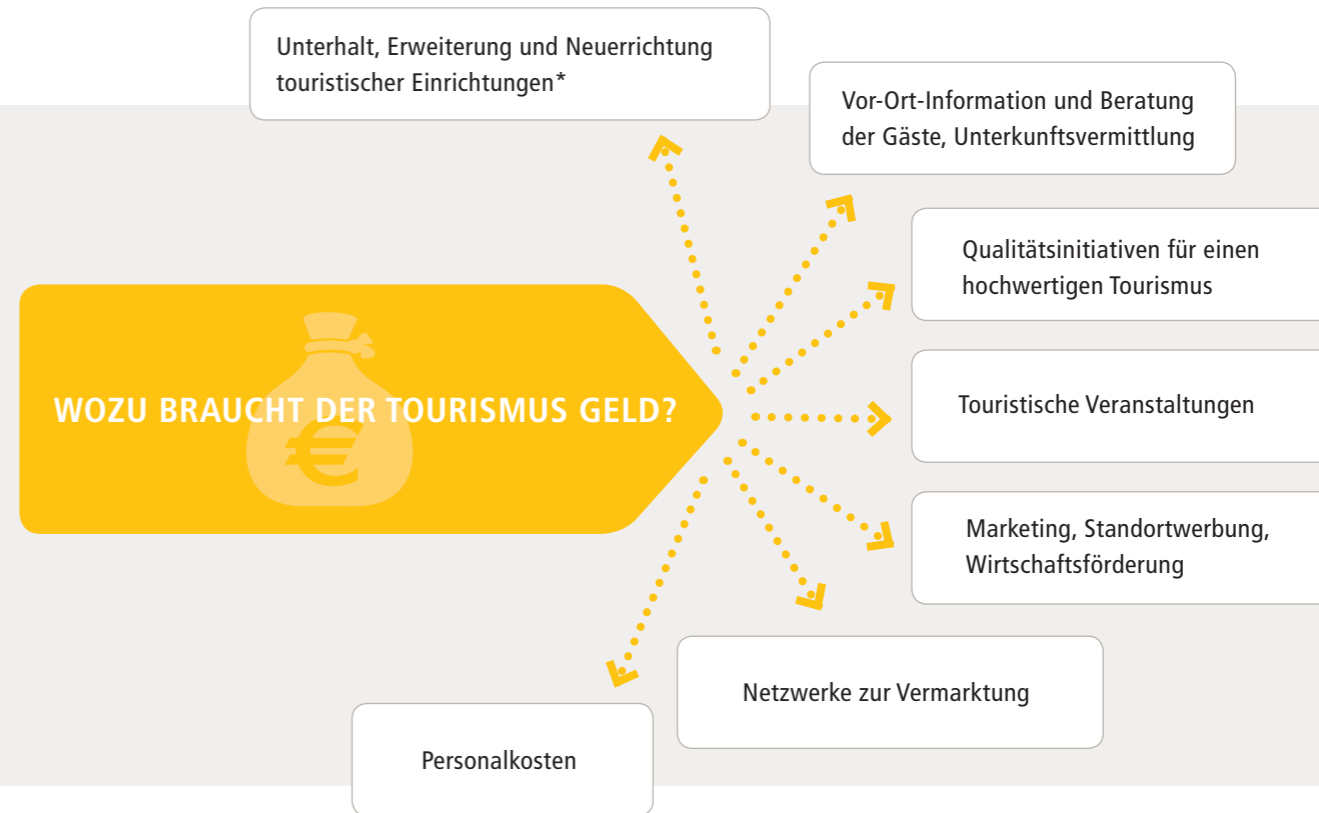 Unterhalt, Erweiterung und Neuerrichtung
touristischer Einrichtungen*
Vor-Ort-Information und Beratung
der Gäste, Unterkunftsvermittlung
Qualitätsinitiativen für einen
hochwertigen Tourismus
WOZU BRAUCHT DER TOURISMUS GELD?
€
Touristische Veranstaltungen
Marketing, Standortwerbung,
Wirtschaftsförderung
Netzwerke zur Vermarktung
Personalkosten